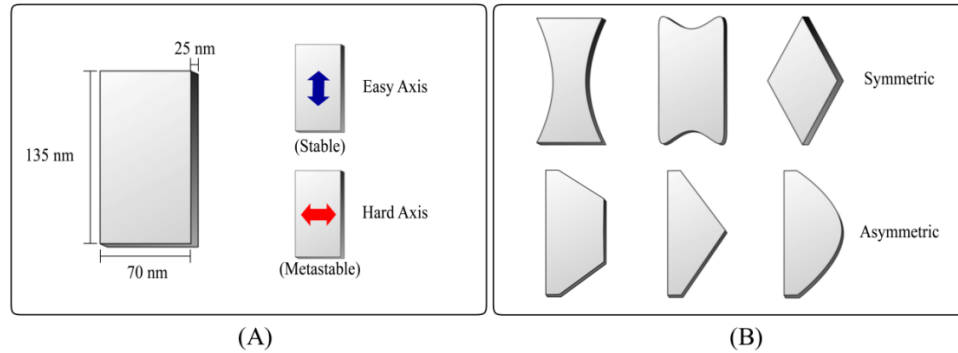 25 nm
135 nm
70 nm
Easy Axis
(Stable)
Hard Axis
(Metastable)
Symmetric
Asymmetric
(A)
(B)